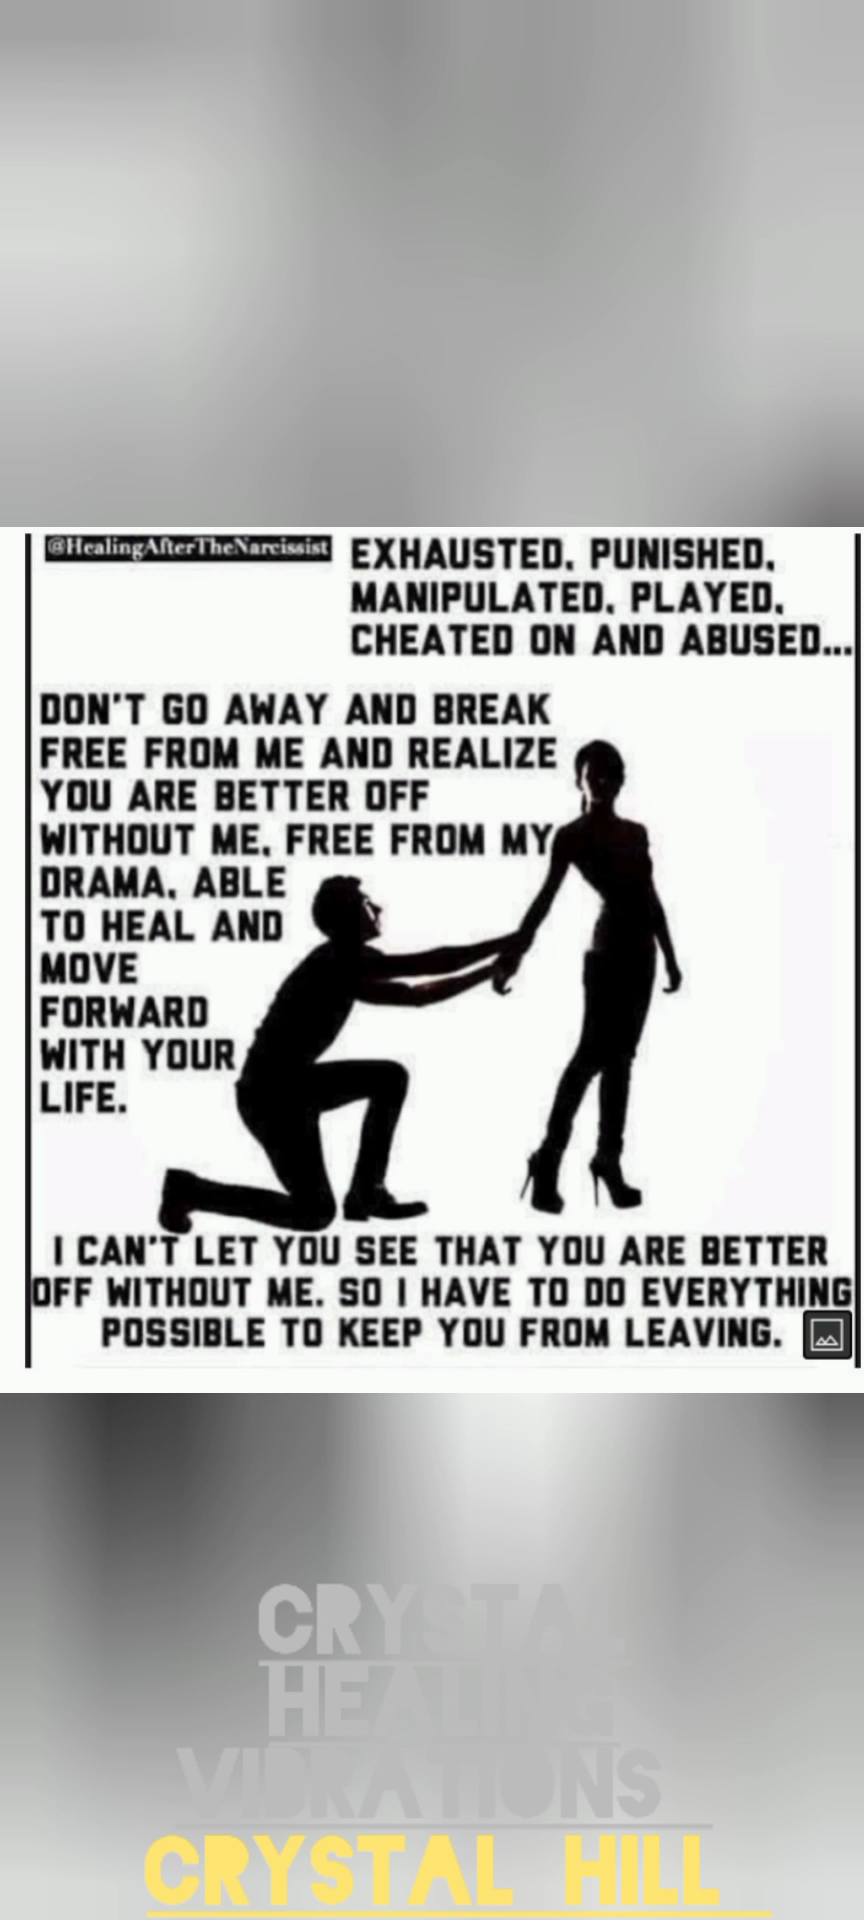 @HealingAfterTheNarcissist
EXHAUSTED, PUNISHED,
MANIPULATED, PLAYED,
CHEATED ON AND ABUSED...
DON'T GO AWAY AND BREAK
FREE FROM ME AND REALIZE
YOU ARE BETTER OFF
WITHOUT ME, FREE FROM MY
DRAMA, ABLE
TO HEAL AND
MOVE
FORWARD
WITH YOUR
LIFE.
I CAN'T LET YOU SEE THAT YOU ARE BETTER
OFF WITHOUT ME. SO I HAVE TO DO EVERYTHING
POSSIBLE TO KEEP YOU FROM LEAVING.
CRYSTAL
HEALING
VIBRATIONS
CRYSTAL HILL